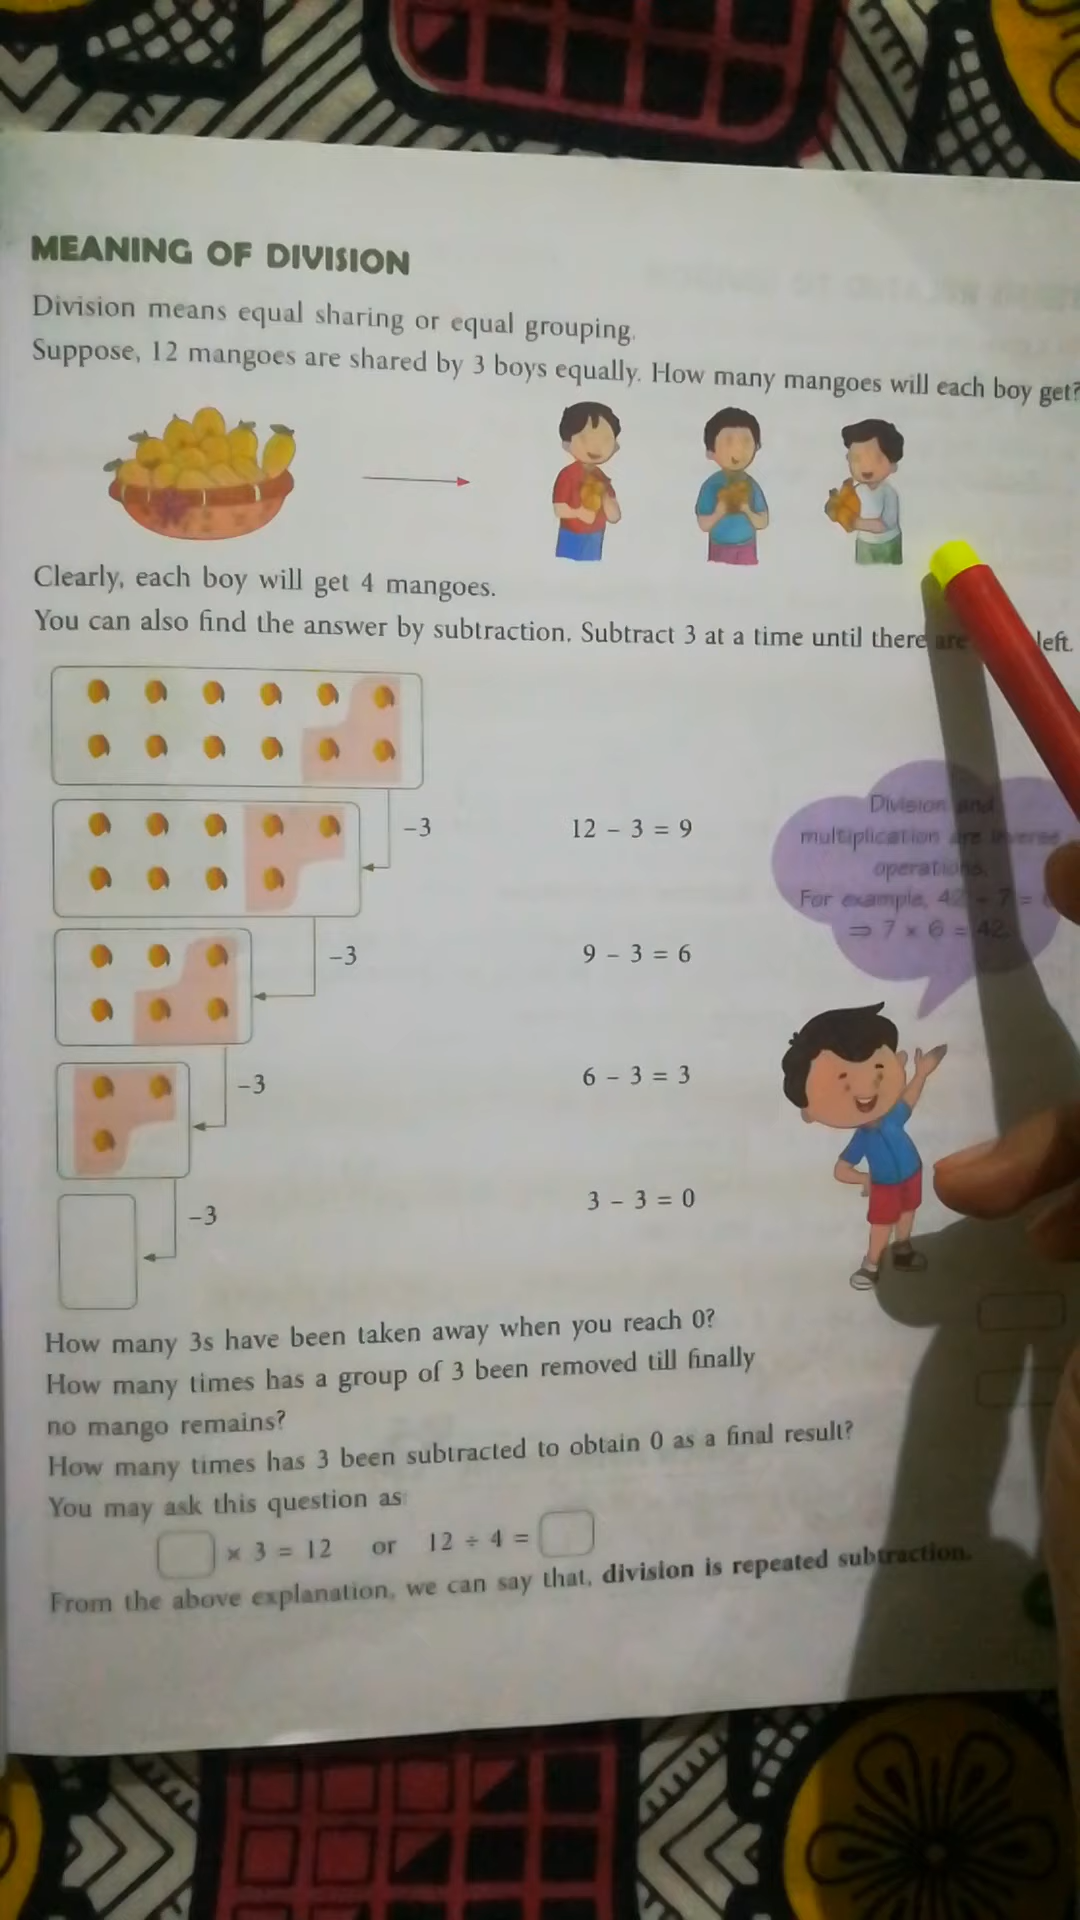 MEANING OF DIVISION
Division means equal sharing or equal grouping.
Suppose, 12 mangoes are shared by 3 boys equally. How many mangoes will each boy get?
Clearly, each boy will get 4 mangoes.
You can also find the answer by subtraction. Subtract 3 at a time until there are left.
−3
12 − 3 = 9
−3
9 − 3 = 6
−3
6 − 3 = 3
−3
3 − 3 = 0
Division and
multiplication are inverse
operations.
For example, 42 ÷ 7 =
⇒ 7 × 6 = 42.
How many 3s have been taken away when you reach 0?
How many times has a group of 3 been removed till finally
no mango remains?
How many times has 3 been subtracted to obtain 0 as a final result?
You may ask this question as:
× 3 = 12 or 12 ÷ 4 =
From the above explanation, we can say that, division is repeated subtraction.